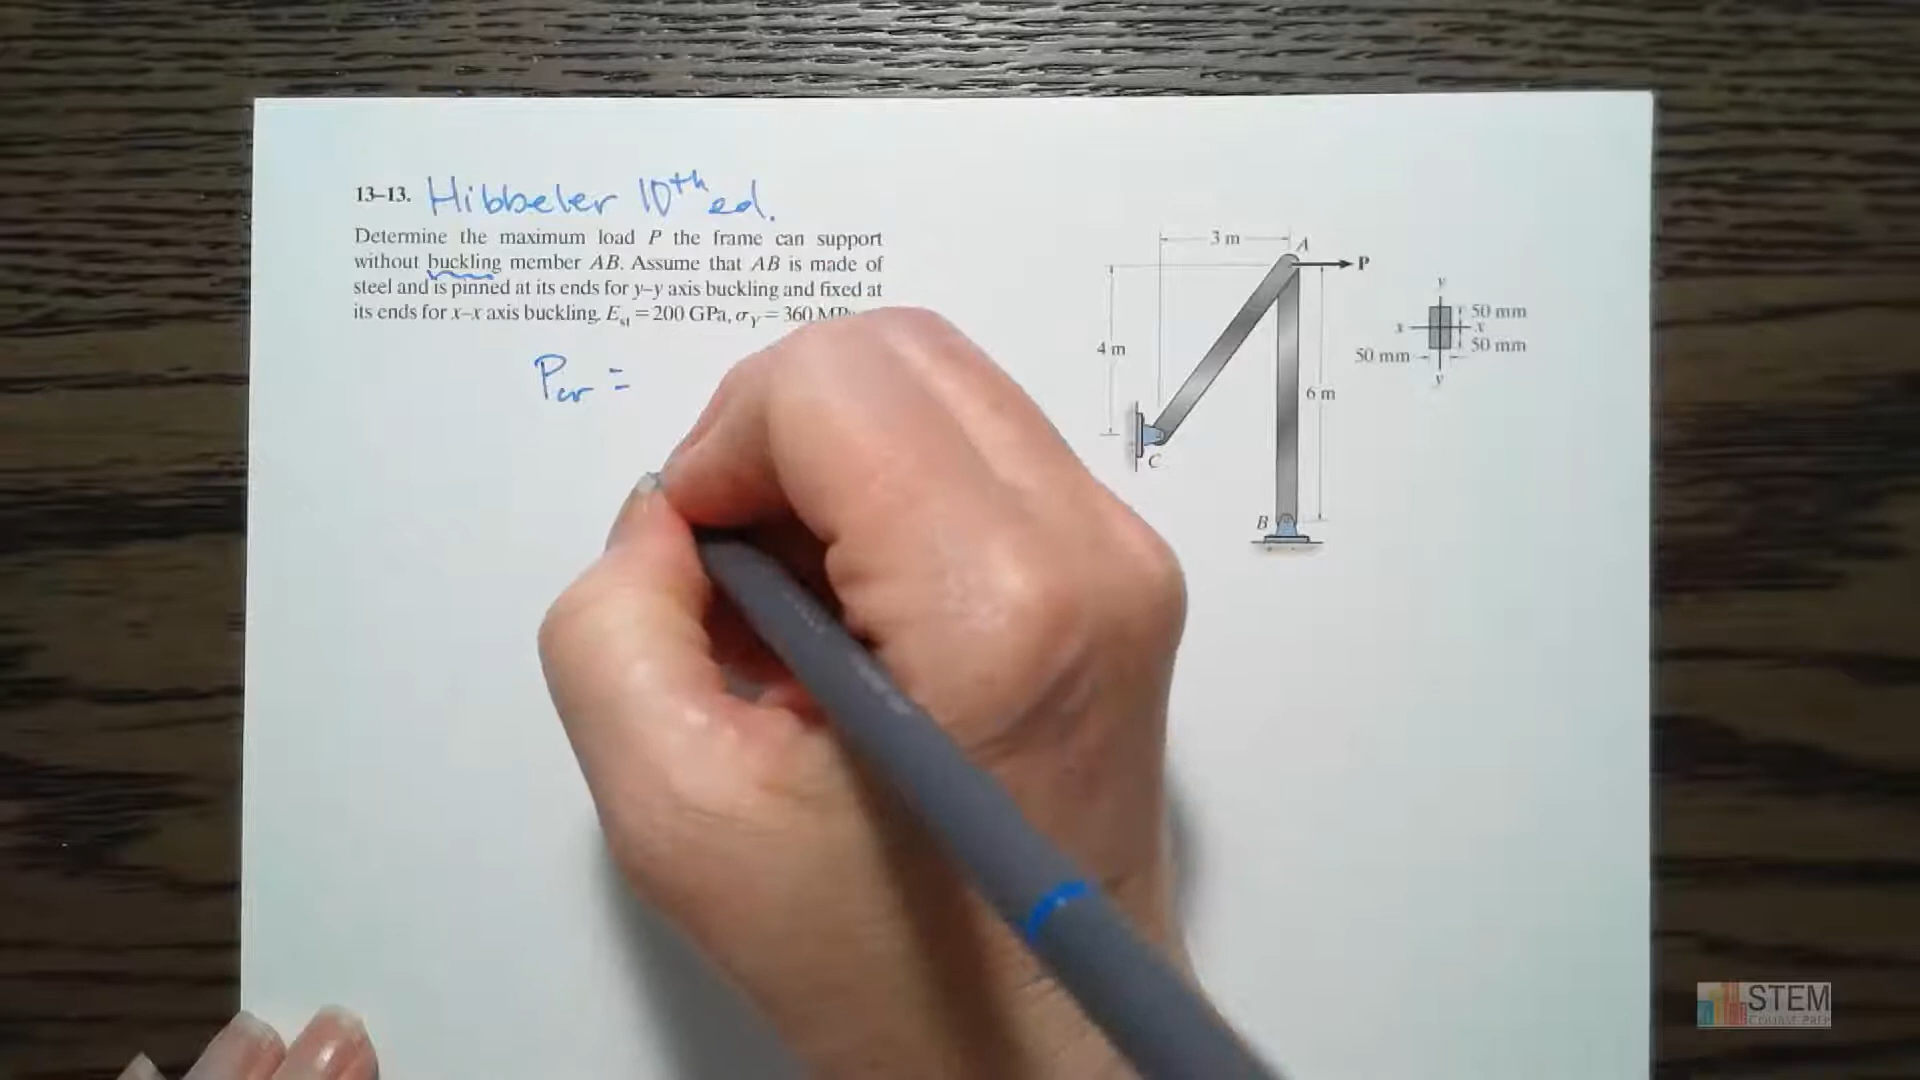 13–13. Hibbeler 10th ed.
Determine the maximum load P the frame can support
without buckling member AB. Assume that AB is made of
steel and is pinned at its ends for y–y axis buckling and fixed at
its ends for x–x axis buckling. Est = 200 GPa, σY = 360
Pcr =
3 m
A
P
4 m
6 m
C
B
y
50 mm
x
x
50 mm
50 mm
y
STEM
COURSE PREP